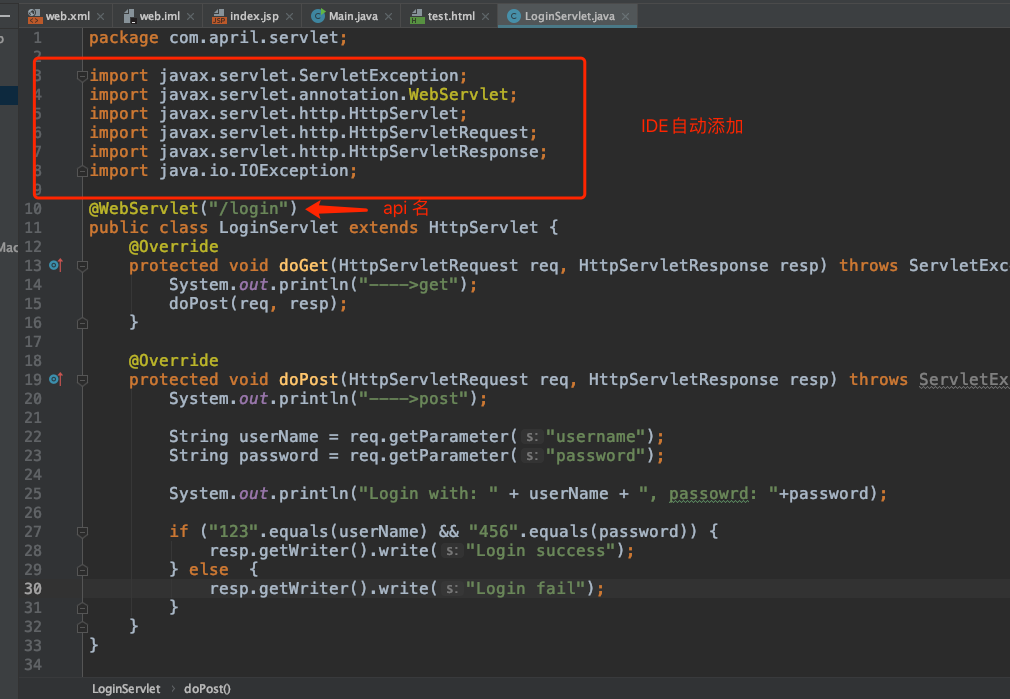 web.xml × web.iml × index.jsp × Main.java × test.html × LoginServlet.java ×
1 package com.april.servlet;
2
3 import javax.servlet.ServletException;
4 import javax.servlet.annotation.WebServlet;
5 import javax.servlet.http.HttpServlet;
6 import javax.servlet.http.HttpServletRequest;
7 import javax.servlet.http.HttpServletResponse;
8 import java.io.IOException;
9
IDE自动添加
10 @WebServlet("/login") api 名
11 public class LoginServlet extends HttpServlet {
12 @Override
13 protected void doGet(HttpServletRequest req, HttpServletResponse resp) throws ServletExc
14 System.out.println("---->get");
15 doPost(req, resp);
16 }
17
18 @Override
19 protected void doPost(HttpServletRequest req, HttpServletResponse resp) throws ServletEx
20 System.out.println("---->post");
21
22 String userName = req.getParameter( s: "username");
23 String password = req.getParameter( s: "password");
24
25 System.out.println("Login with: " + userName + ", passowrd: "+password);
26
27 if ("123".equals(userName) && "456".equals(password)) {
28 resp.getWriter().write( s: "Login success");
29 } else {
30 resp.getWriter().write( s: "Login fail");
31 }
32 }
33 }
34
Mac
LoginServlet › doPost()